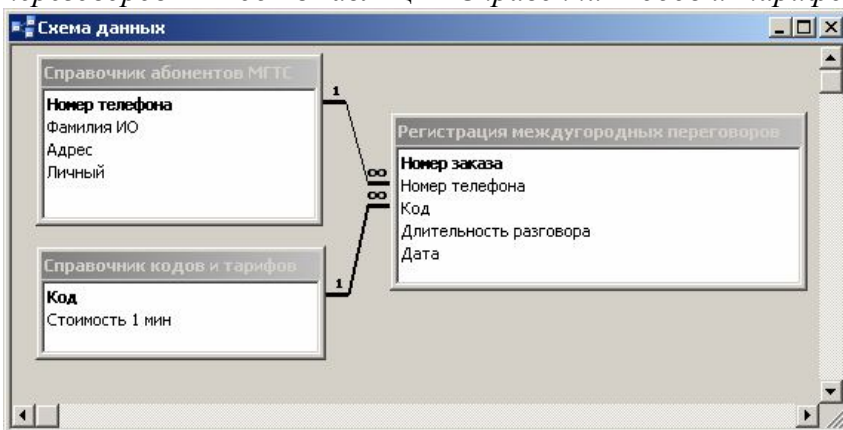 Схема данных
Справочник абонентов МГТС
Номер телефона
Фамилия ИО
Адрес
Личный
1
∞
Регистрация междугородных переговоров
Номер заказа
Номер телефона
Код
Длительность разговора
Дата
∞
Справочник кодов и тарифов
Код
Стоимость 1 мин
1